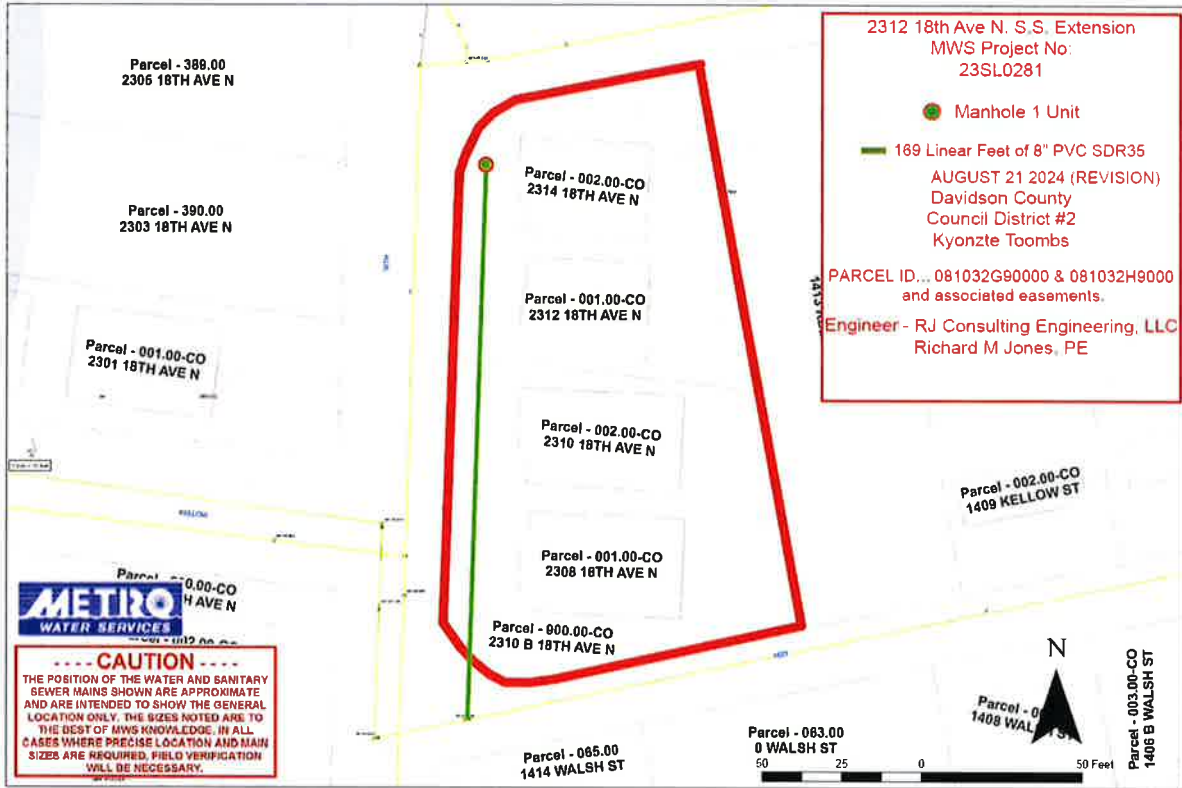 2312 18th Ave N. S.S. Extension
MWS Project No:
23SL0281
Manhole 1 Unit
169 Linear Feet of 8" PVC SDR35
AUGUST 21 2024 (REVISION)
Davidson County
Council District #2
Kyonzte Toombs
PARCEL ID... 081032G90000 & 081032H9000
and associated easements.
Engineer - RJ Consulting Engineering, LLC
Richard M Jones, PE
Parcel - 388.00
2305 18TH AVE N
Parcel - 390.00
2303 18TH AVE N
Parcel - 001.00-CO
2301 18TH AVE N
Parcel - 002.00-CO
2314 18TH AVE N
Parcel - 001.00-CO
2312 18TH AVE N
Parcel - 002.00-CO
2310 18TH AVE N
Parcel - 001.00-CO
2308 18TH AVE N
Parcel - 900.00-CO
2310 B 18TH AVE N
Parcel - 002.00-CO
1409 KELLOW ST
0.00-CO
H AVE N
METRO
WATER SERVICES
---- CAUTION ----
THE POSITION OF THE WATER AND SANITARY
SEWER MAINS SHOWN ARE APPROXIMATE
AND ARE INTENDED TO SHOW THE GENERAL
LOCATION ONLY. THE SIZES NOTED ARE TO
THE BEST OF MWS KNOWLEDGE. IN ALL
CASES WHERE PRECISE LOCATION AND MAIN
SIZES ARE REQUIRED, FIELD VERIFICATION
WILL BE NECESSARY.
Parcel - 065.00
1414 WALSH ST
Parcel - 083.00
0 WALSH ST
Parcel - 0
1408 WAL
ST
Parcel - 003.00-CO
1406 B WALSH ST
N
50 25 0 50 Feet